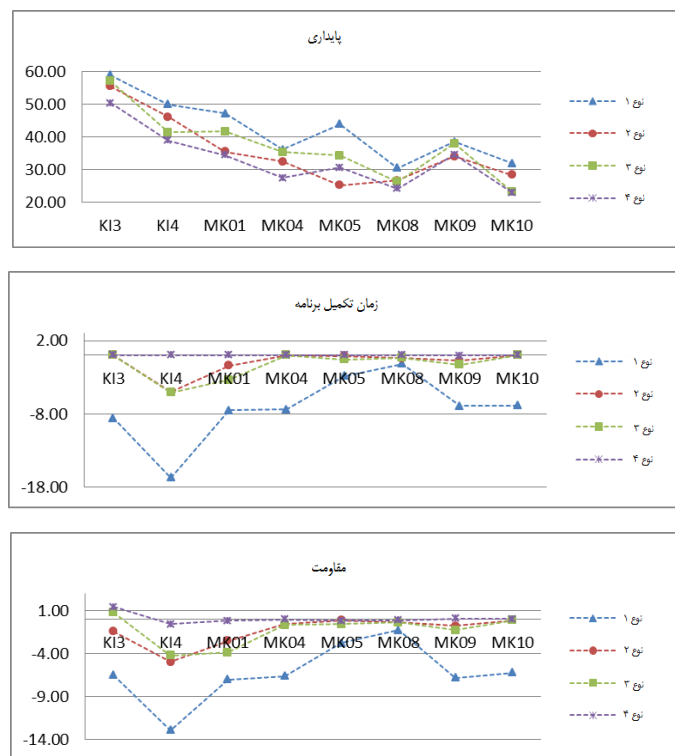 پایداری
60.00
50.00
40.00
30.00
20.00
KI3 KI4 MK01 MK04 MK05 MK08 MK09 MK10
نوع ۱
نوع ۲
نوع ۳
نوع ۴
زمان تکمیل برنامه
2.00
-8.00
-18.00
KI3 KI4 MK01 MK04 MK05 MK08 MK09 MK10
نوع ۱
نوع ۲
نوع ۳
نوع ۴
مقاومت
1.00
-4.00
-9.00
-14.00
KI3 KI4 MK01 MK04 MK05 MK08 MK09 MK10
نوع ۱
نوع ۲
نوع ۳
نوع ۴